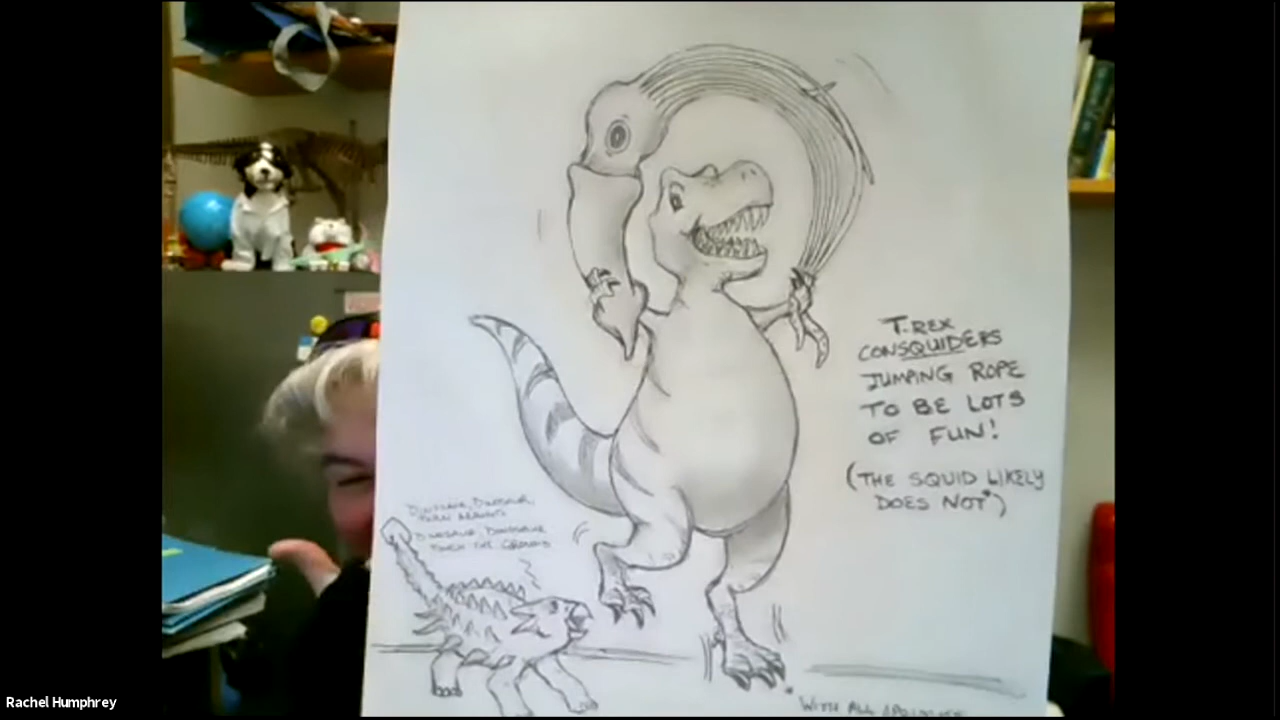 T-REX
CONSQUIDERS
JUMPING ROPE
TO BE LOTS
OF FUN!
(THE SQUID LIKELY
DOES NOT*)
DINOSAUR, DINOSAUR,
TURN AROUND
DINOSAUR, DINOSAUR
TOUCH THE GROUND
* WITH ALL
Rachel Humphrey